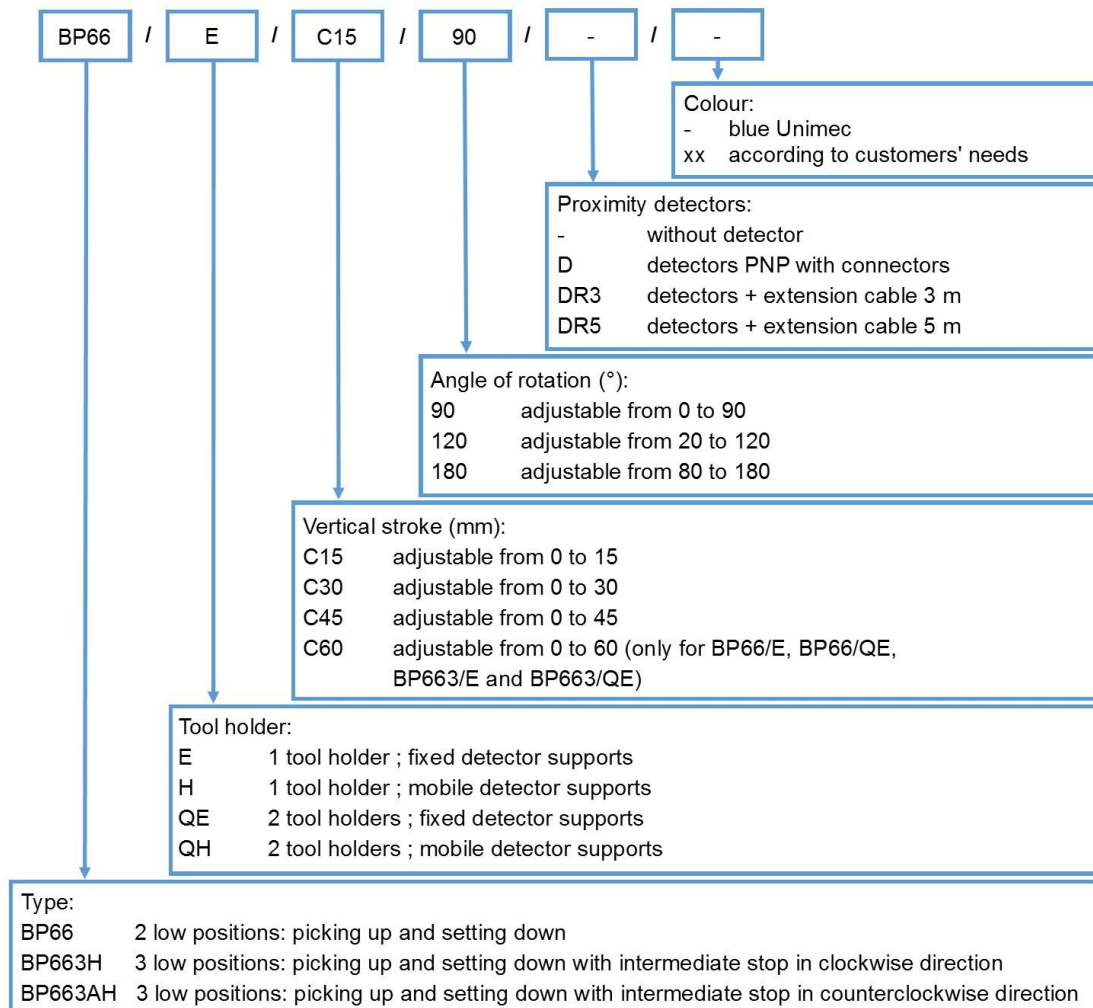 BP66 / E / C15 / 90 / - / -
Colour:
- blue Unimec
xx according to customers' needs
Proximity detectors:
- without detector
D detectors PNP with connectors
DR3 detectors + extension cable 3 m
DR5 detectors + extension cable 5 m
Angle of rotation (°):
90 adjustable from 0 to 90
120 adjustable from 20 to 120
180 adjustable from 80 to 180
Vertical stroke (mm):
C15 adjustable from 0 to 15
C30 adjustable from 0 to 30
C45 adjustable from 0 to 45
C60 adjustable from 0 to 60 (only for BP66/E, BP66/QE,
BP663/E and BP663/QE)
Tool holder:
E 1 tool holder ; fixed detector supports
H 1 tool holder ; mobile detector supports
QE 2 tool holders ; fixed detector supports
QH 2 tool holders ; mobile detector supports
Type:
BP66 2 low positions: picking up and setting down
BP663H 3 low positions: picking up and setting down with intermediate stop in clockwise direction
BP663AH 3 low positions: picking up and setting down with intermediate stop in counterclockwise direction